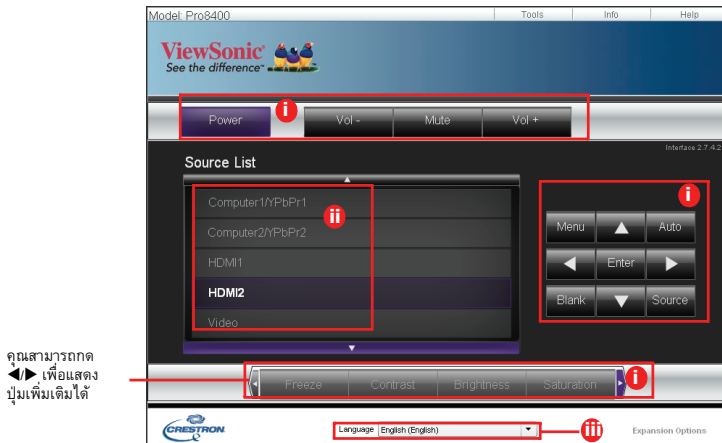 Model: Pro8400 Tools Info Help
ViewSonic®
See the difference™
Power i Vol - Mute Vol +
Interface 2.7.4.2
Source List
i
Computer1/YPbPr1
ii
Computer2/YPbPr2
HDMI1
HDMI2
Video
Menu Auto
Enter
Blank Source
คุณสามารถกด
◀/▶ เพื่อแสดง
ปุ่มเพิ่มเติมได้
Freeze Contrast Brightness Saturation i
CRESTRON
Language English (English) iii Expansion Options